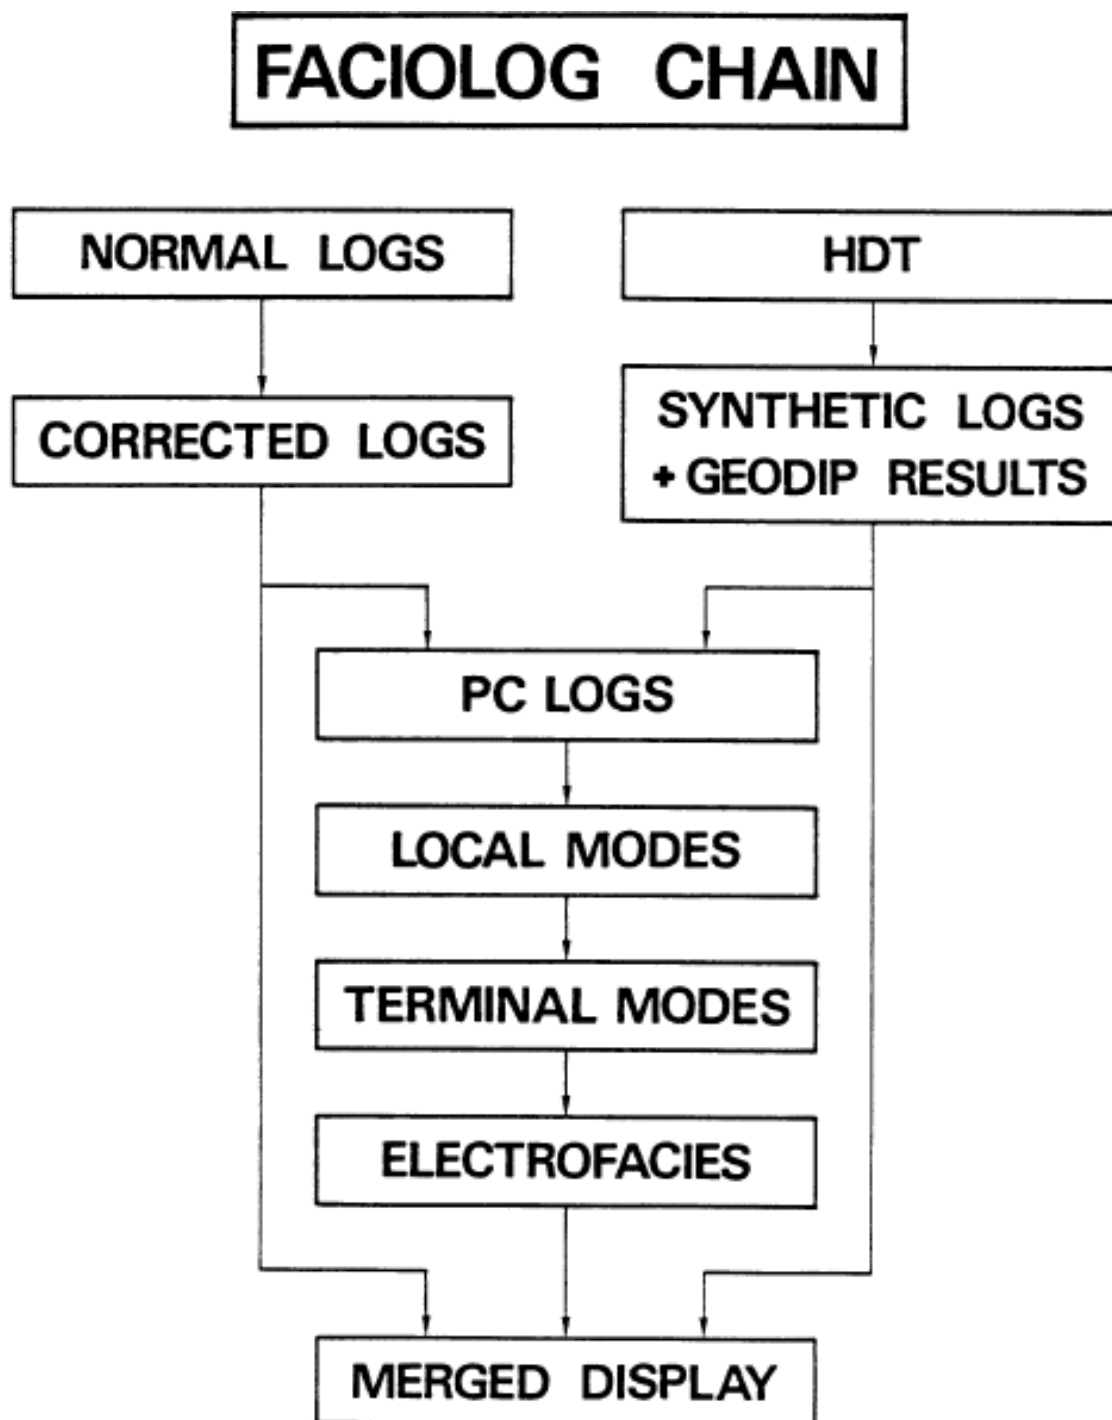 FACIOLOG CHAIN
NORMAL LOGS
HDT
CORRECTED LOGS
SYNTHETIC LOGS
+ GEODIP RESULTS
PC LOGS
LOCAL MODES
TERMINAL MODES
ELECTROFACIES
MERGED DISPLAY